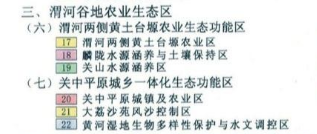 三、渭河谷地农业生态区
（六）渭河两侧黄土台塬农业生态功能区
17 渭河两侧黄土台塬农业区
18 麟陇水源涵养与土壤保持区
19 关山水源涵养区
（七）关中平原城乡一体化生态功能区
20 关中平原城镇及农业区
21 大荔沙苑风沙控制区
22 黄河湿地生物多样性保护与水文调控区